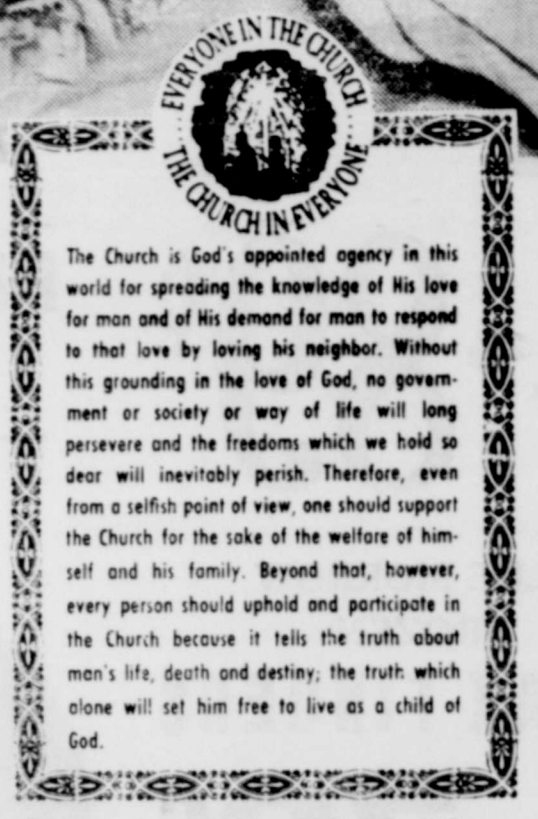 EVERYONE IN THE CHURCH
THE CHURCH IN EVERYONE
The Church is God's appointed agency in this
world for spreading the knowledge of His love
for man and of His demand for man to respond
to that love by loving his neighbor. Without
this grounding in the love of God, no govern-
ment or society or way of life will long
persevere and the freedoms which we hold so
dear will inevitably perish. Therefore, even
from a selfish point of view, one should support
the Church for the sake of the welfare of him-
self and his family. Beyond that, however,
every person should uphold and participate in
the Church because it tells the truth about
man's life, death and destiny; the truth which
alone will set him free to live as a child of
God.